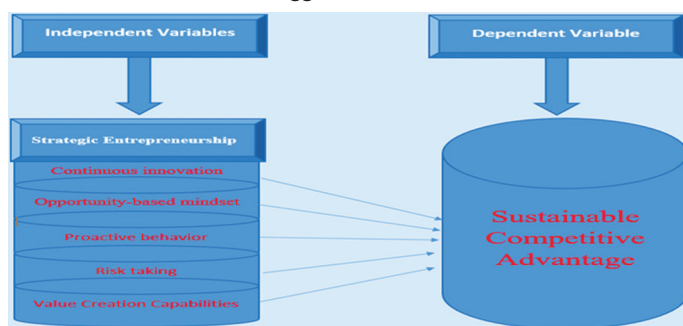 Independent Variables
Dependent Variable
Strategic Entrepreneurship
Continuous innovation
Opportunity-based mindset
Proactive behavior
Risk taking
Value Creation Capabilities
Sustainable
Competitive
Advantage